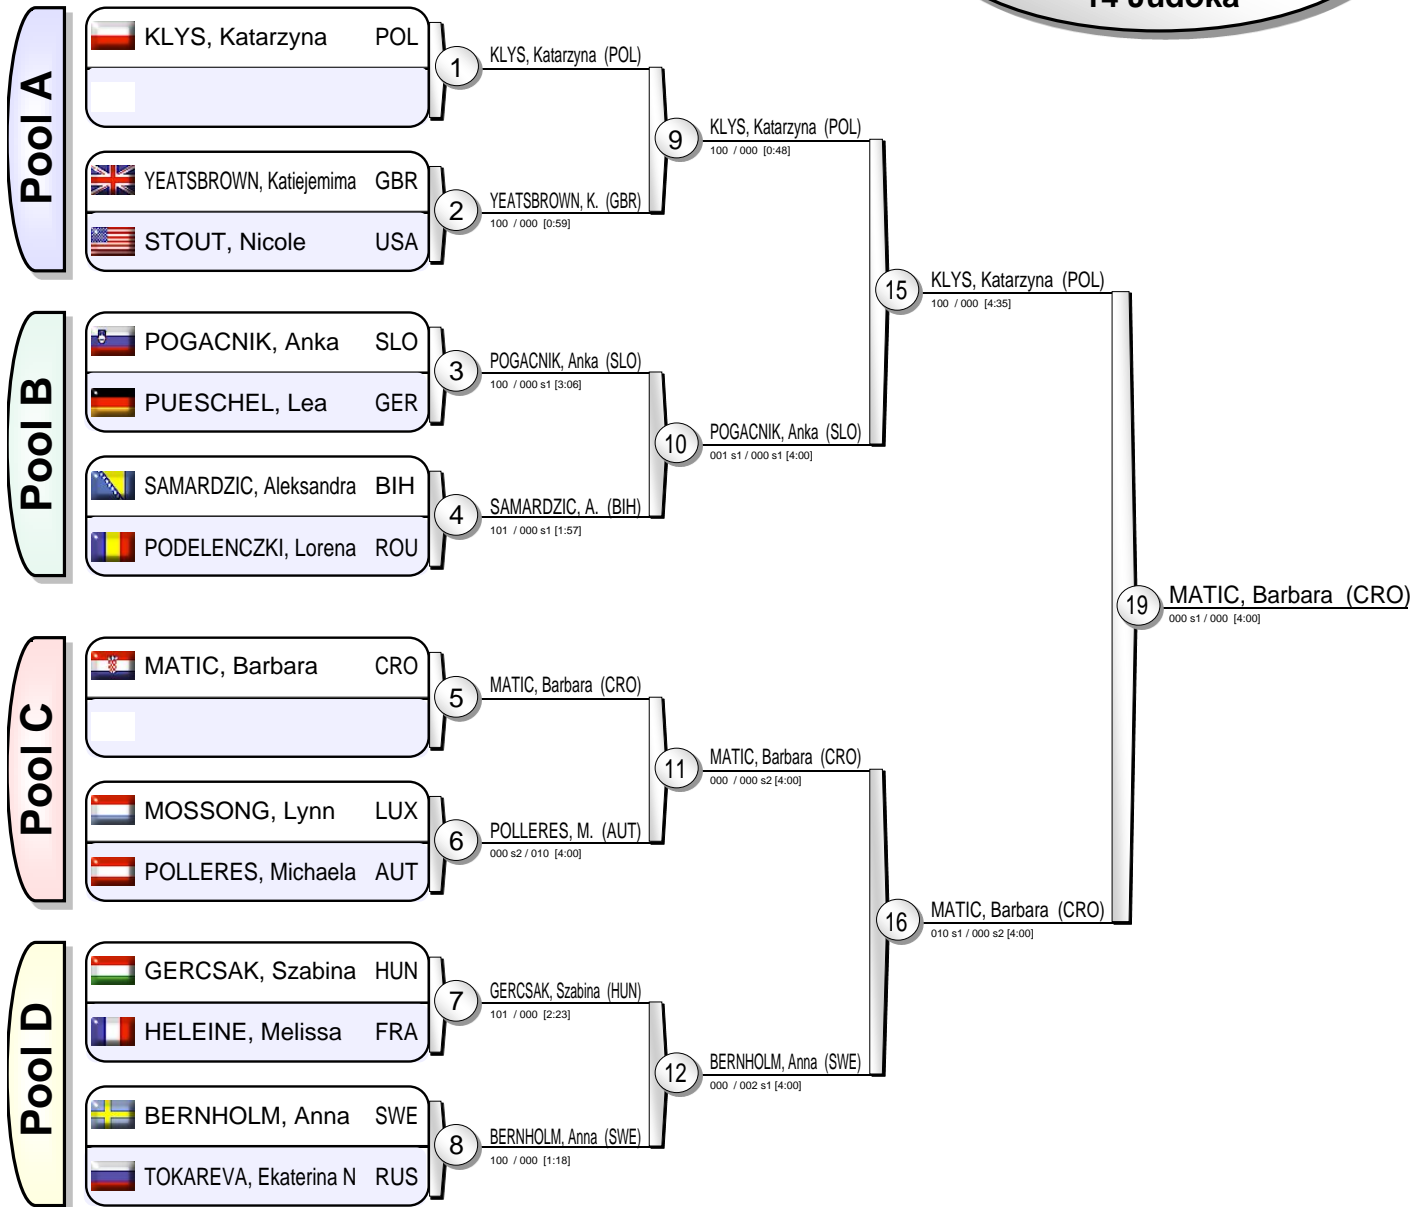 14 Judoka
Pool A
KLYS, Katarzyna POL
1
YEATSBROWN, Katiejemima GBR
STOUT, Nicole USA
2
Pool B
POGACNIK, Anka SLO
PUESCHEL, Lea GER
3
SAMARDZIC, Aleksandra BIH
PODELENCZKI, Lorena ROU
4
Pool C
MATIC, Barbara CRO
5
MOSSONG, Lynn LUX
POLLERES, Michaela AUT
6
Pool D
GERCSAK, Szabina HUN
HELEINE, Melissa FRA
7
BERNHOLM, Anna SWE
TOKAREVA, Ekaterina N RUS
8
KLYS, Katarzyna (POL)
YEATSBROWN, K. (GBR)
100 / 000 [0:59]
9
POGACNIK, Anka (SLO)
100 / 000 s1 [3:06]
SAMARDZIC, A. (BIH)
101 / 000 s1 [1:57]
10
MATIC, Barbara (CRO)
POLLERES, M. (AUT)
000 s2 / 010 [4:00]
11
GERCSAK, Szabina (HUN)
101 / 000 [2:23]
BERNHOLM, Anna (SWE)
100 / 000 [1:18]
12
KLYS, Katarzyna (POL)
100 / 000 [0:48]
POGACNIK, Anka (SLO)
001 s1 / 000 s1 [4:00]
15
MATIC, Barbara (CRO)
000 / 000 s2 [4:00]
BERNHOLM, Anna (SWE)
000 / 002 s1 [4:00]
16
KLYS, Katarzyna (POL)
100 / 000 [4:35]
MATIC, Barbara (CRO)
010 s1 / 000 s2 [4:00]
19
MATIC, Barbara (CRO)
000 s1 / 000 [4:00]